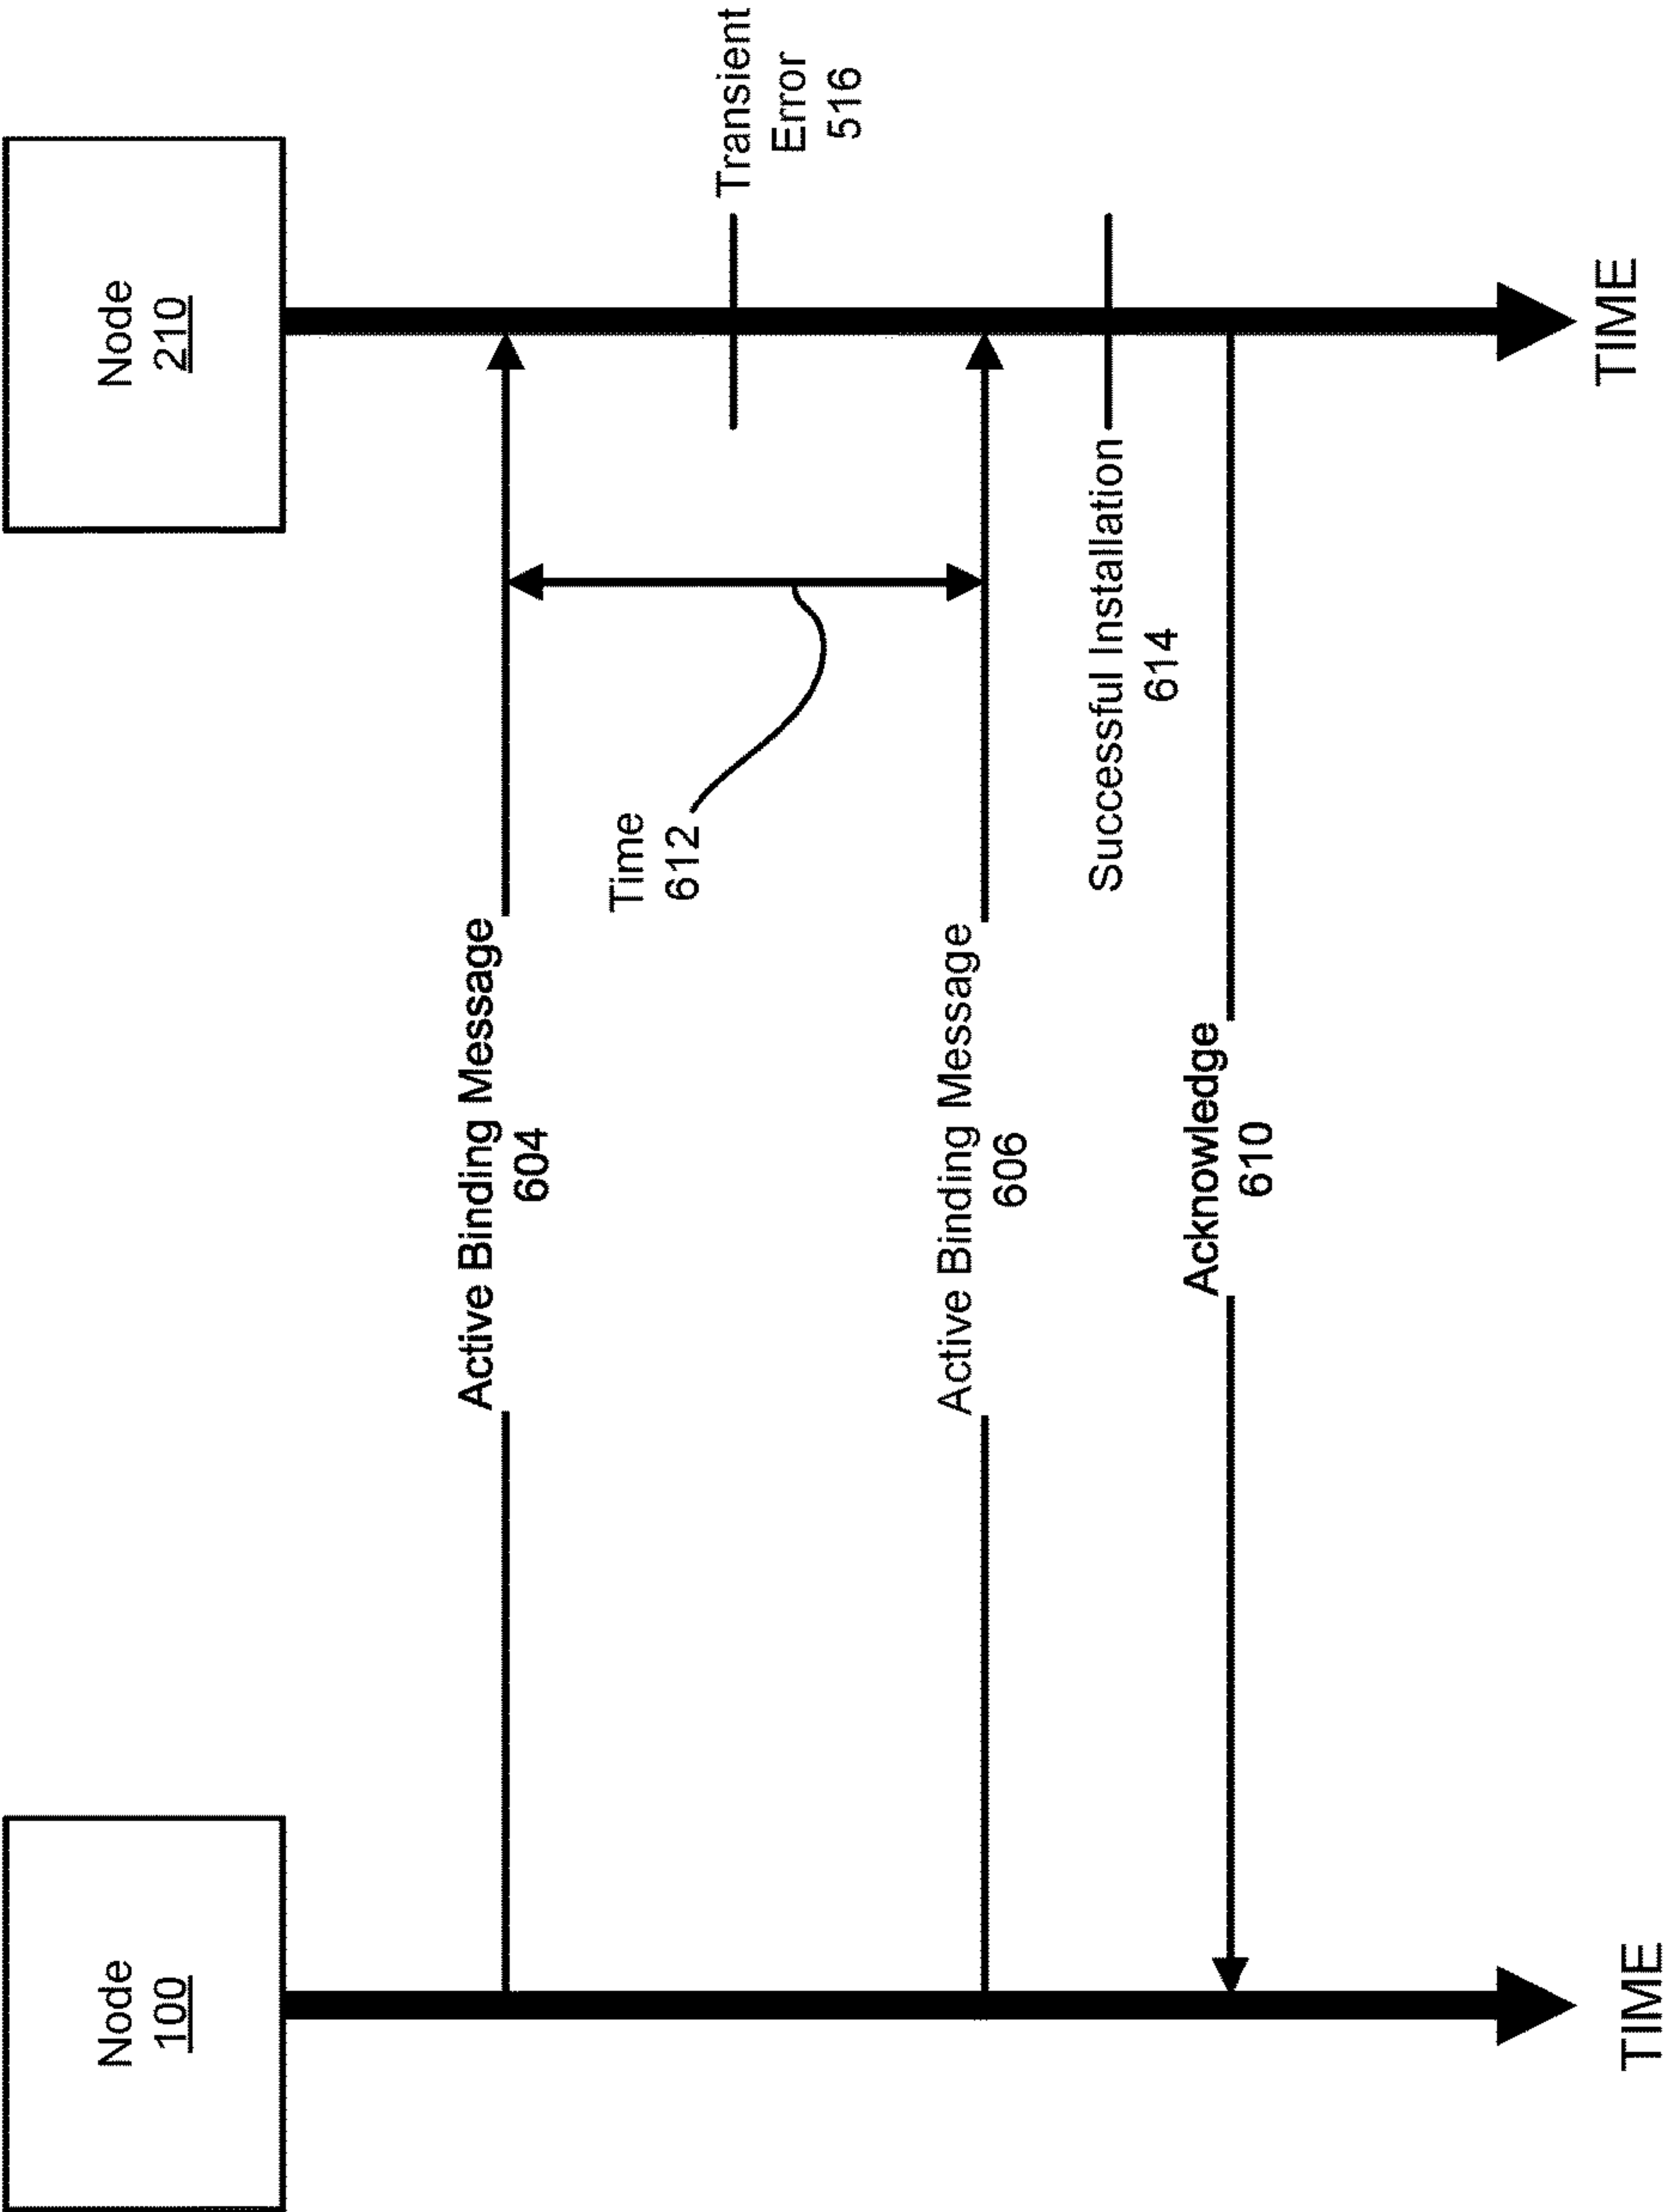 Node
100
Node
210
Active Binding Message
604
Time
612
Transient
Error
516
Active Binding Message
606
Successful Installation
614
Acknowledge
610
TIME
TIME